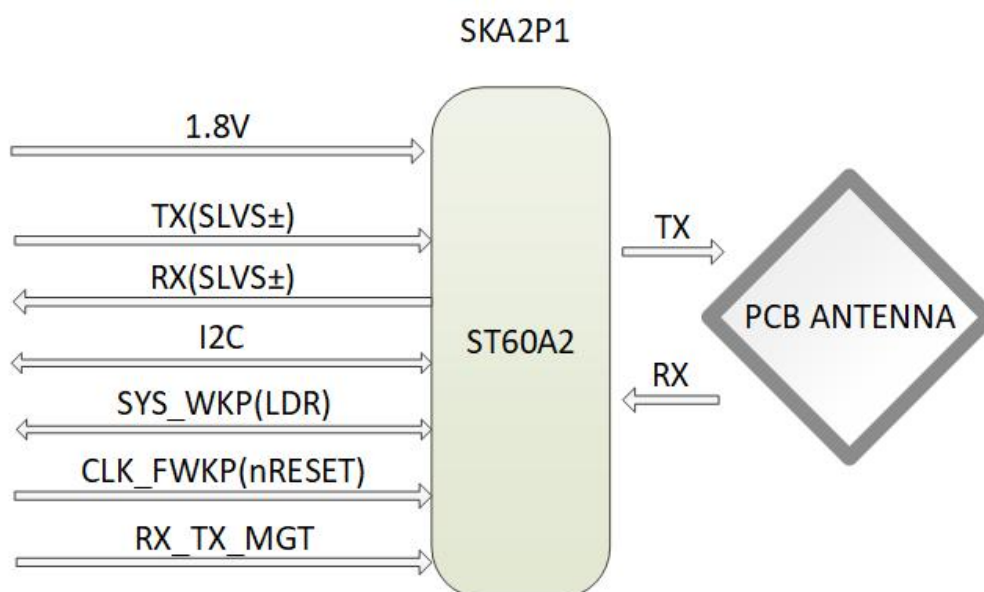 SKA2P1
1.8V
TX(SLVS±)
RX(SLVS±)
I2C
SYS_WKP(LDR)
CLK_FWKP(nRESET)
RX_TX_MGT
ST60A2
TX
RX
PCB ANTENNA